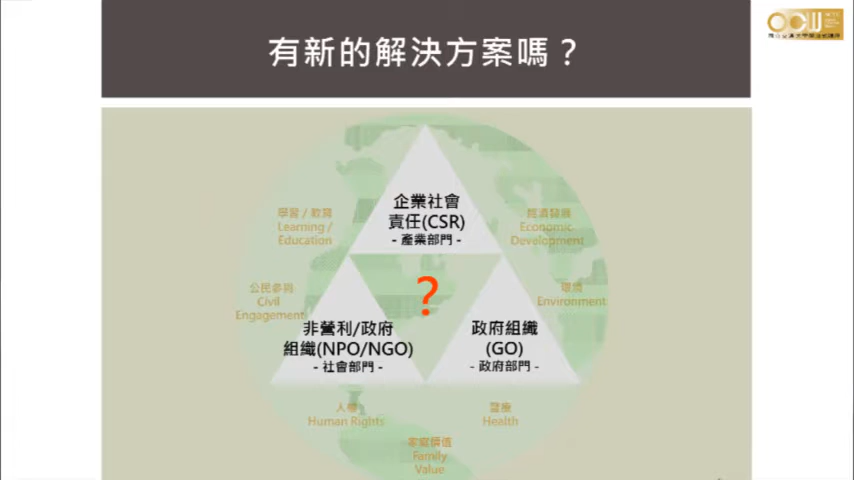 有新的解決方案嗎？
OCW
企業社會
責任(CSR)
- 產業部門 -
學習 / 教育
Learning /
Education
經濟發展
Economic
Development
公民參與
Civil
Engagement
?
環境
Environment
非營利/政府
組織(NPO/NGO)
- 社會部門 -
政府組織
(GO)
- 政府部門 -
人權
Human Rights
醫療
Health
家庭價值
Family
Value